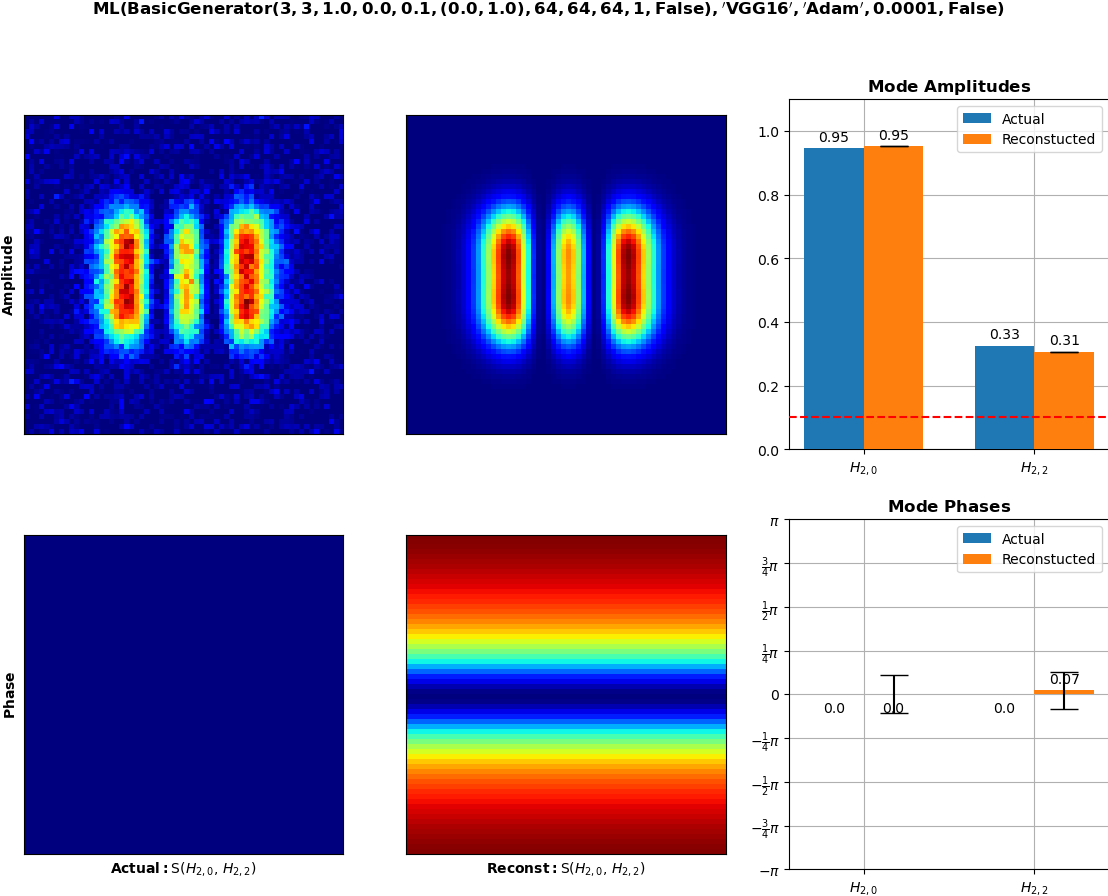 ML(BasicGenerator(3, 3, 1.0, 0.0, 0.1, (0.0, 1.0), 64, 64, 64, 1, False), ′VGG16′, ′Adam′, 0.0001, False)
Amplitude
Mode Amplitudes
Actual
Reconstucted
1.0
0.8
0.6
0.4
0.2
0.0
0.95
0.95
0.33
0.31
H2, 0
H2, 2
Phase
Actual: S(H2, 0, H2, 2)
Reconst: S(H2, 0, H2, 2)
Mode Phases
Actual
Reconstucted
π
3/4π
1/2π
1/4π
0
−1/4π
−1/2π
−3/4π
−π
0.0
0.0
0.0
0.07
H2, 0
H2, 2